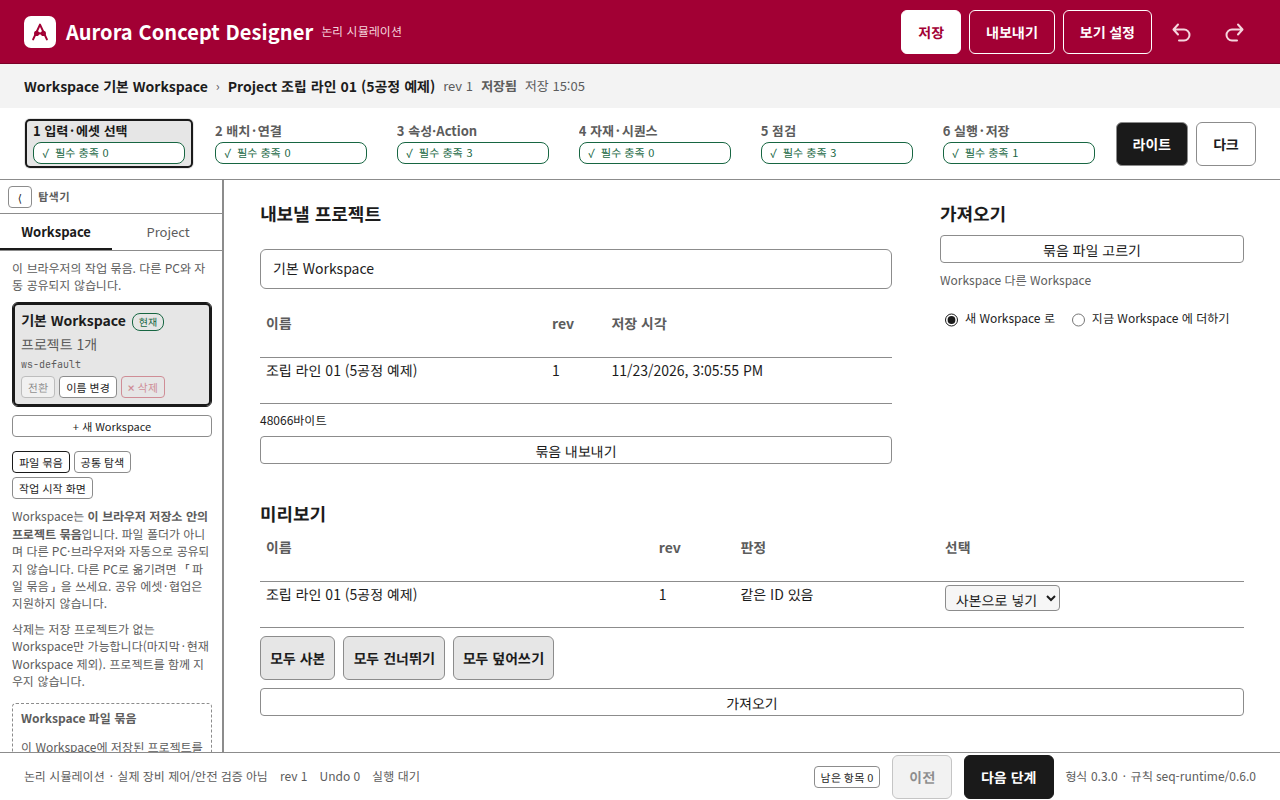 Aurora Concept Designer 논리 시뮬레이션
저장 내보내기 보기 설정
Workspace 기본 Workspace › Project 조립 라인 01 (5공정 예제) rev 1 저장됨 저장 15:05
1 입력·에셋 선택
✓ 필수 충족 0
2 배치·연결
✓ 필수 충족 0
3 속성·Action
✓ 필수 충족 3
4 자재·시퀀스
✓ 필수 충족 0
5 점검
✓ 필수 충족 3
6 실행·저장
✓ 필수 충족 1
라이트 다크
⟨ 탐색기
Workspace Project
이 브라우저의 작업 묶음. 다른 PC와 자
동 공유되지 않습니다.
기본 Workspace 현재
프로젝트 1개
ws-default
전환 이름 변경 × 삭제
+ 새 Workspace
파일 묶음 공통 탐색
작업 시작 화면
Workspace는 이 브라우저 저장소 안의
프로젝트 묶음입니다. 파일 폴더가 아니
며 다른 PC·브라우저와 자동으로 공유되
지 않습니다. 다른 PC로 옮기려면 「파
일 묶음」을 쓰세요. 공유 에셋·협업은
지원하지 않습니다.
삭제는 저장 프로젝트가 없는
Workspace만 가능합니다(마지막·현재
Workspace 제외). 프로젝트를 함께 지
우지 않습니다.
Workspace 파일 묶음
이 Workspace에 저장된 프로젝트를
내보낼 프로젝트
기본 Workspace
이름 rev 저장 시각
조립 라인 01 (5공정 예제) 1 11/23/2026, 3:05:55 PM
48066바이트
묶음 내보내기
가져오기
묶음 파일 고르기
Workspace 다른 Workspace
새 Workspace 로 지금 Workspace 에 더하기
미리보기
이름 rev 판정 선택
조립 라인 01 (5공정 예제) 1 같은 ID 있음 사본으로 넣기
모두 사본 모두 건너뛰기 모두 덮어쓰기
가져오기
논리 시뮬레이션 · 실제 장비 제어/안전 검증 아님 rev 1 Undo 0 실행 대기
남은 항목 0 이전 다음 단계 형식 0.3.0 · 규칙 seq-runtime/0.6.0